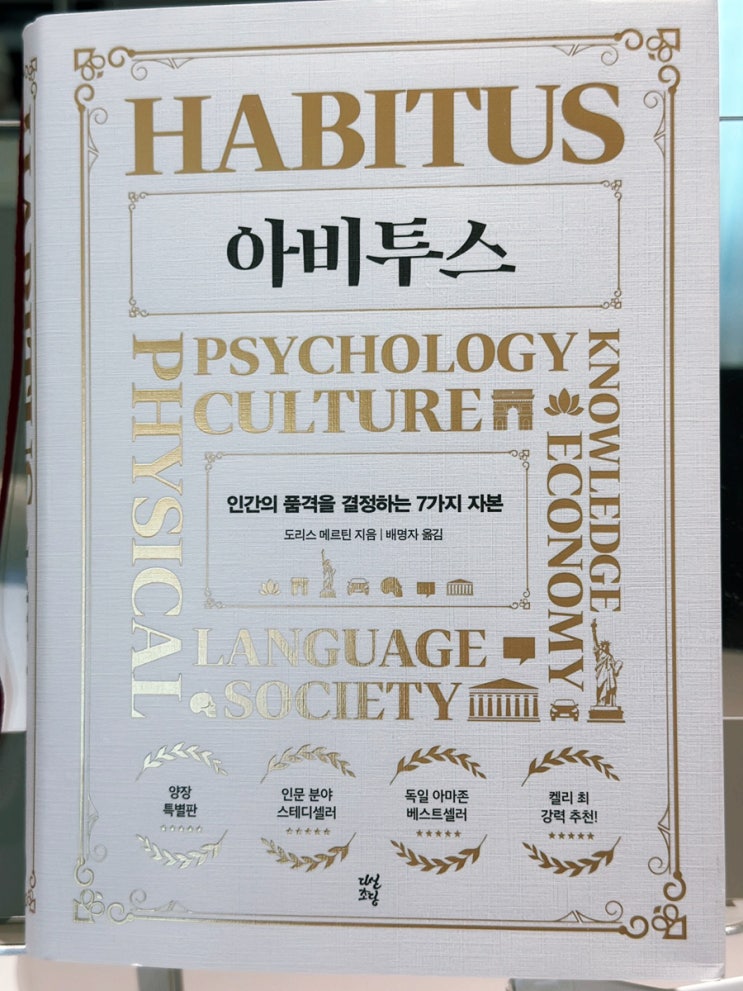 HABITUS
아비투스
PHYSICAL
PSYCHOLOGY
CULTURE
KNOWLEDGE
ECONOMY
인간의 품격을 결정하는 7가지 자본
도리스 메르틴 지음 | 배명자 옮김
LANGUAGE
SOCIETY
양장
특별판
인문 분야
스테디셀러
독일 아마존
베스트셀러
켈리 최
강력 추천!
다산
초당